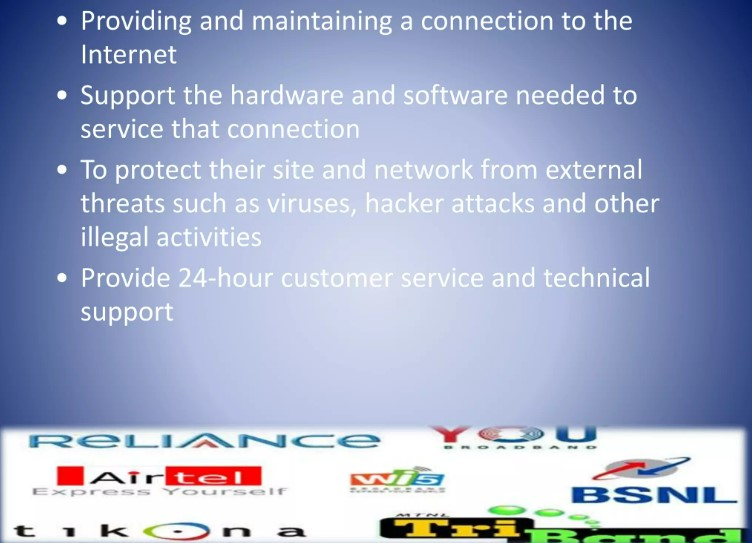 • Providing and maintaining a connection to the
Internet
• Support the hardware and software needed to
service that connection
• To protect their site and network from external
threats such as viruses, hacker attacks and other
illegal activities
• Provide 24-hour customer service and technical
support
RELIANCE
YOU
BROADBAND
Airtel
Express Yourself
wi5
BROADBAND
BSNL
tikona
MTNL
TriBand